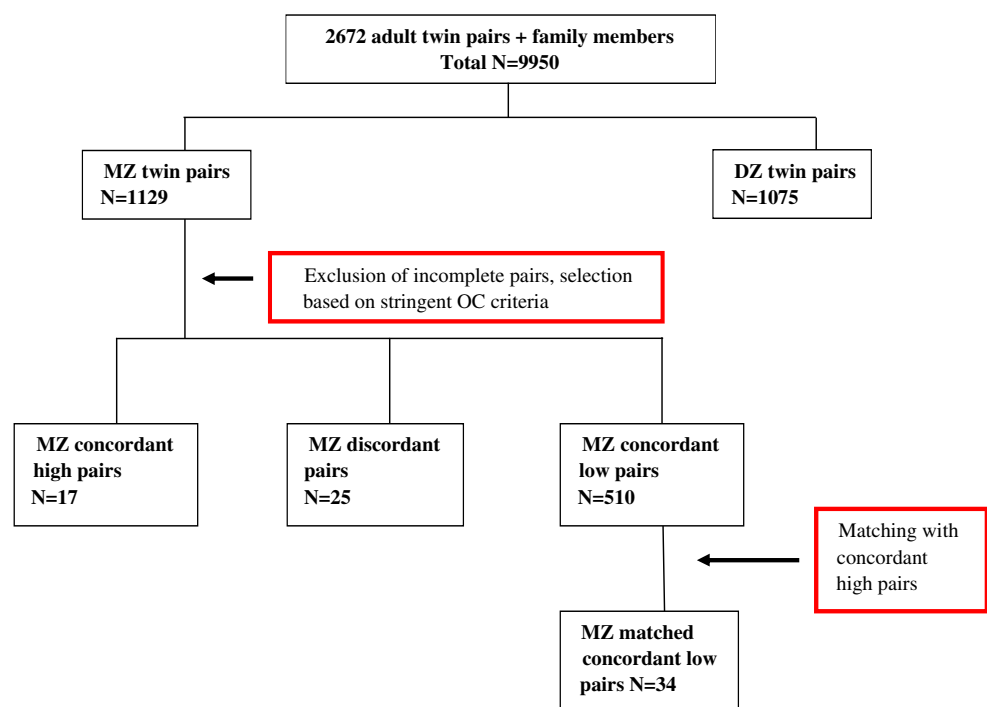 2672 adult twin pairs + family members
Total N=9950
MZ twin pairs
N=1129
DZ twin pairs
N=1075
Exclusion of incomplete pairs, selection
based on stringent OC criteria
MZ concordant
high pairs
N=17
MZ discordant
pairs
N=25
MZ concordant
low pairs
N=510
Matching with
concordant
high pairs
MZ matched
concordant low
pairs N=34